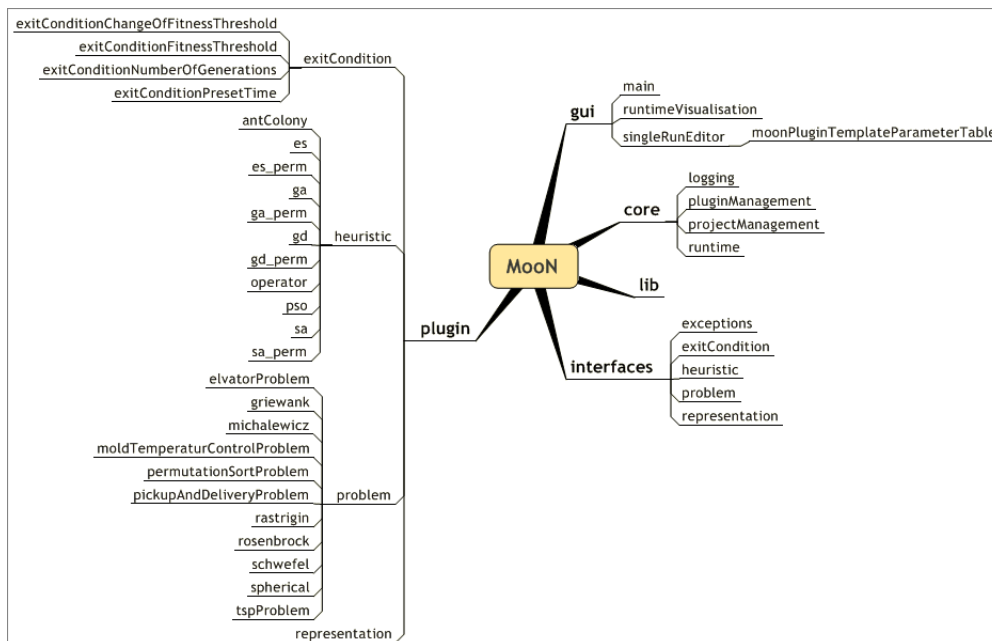 exitConditionChangeOfFitnessThreshold
exitConditionFitnessThreshold
exitConditionNumberOfGenerations
exitConditionPresetTime
exitCondition
antColony
es
es_perm
ga
ga_perm
gd
gd_perm
operator
pso
sa
sa_perm
heuristic
elvatorProblem
griewank
michalewicz
moldTemperaturControlProblem
permutationSortProblem
pickupAndDeliveryProblem
rastrigin
rosenbrock
schwefel
spherical
tspProblem
problem
representation
plugin
MooN
gui
main
runtimeVisualisation
singleRunEditor
moonPluginTemplateParameterTable
core
logging
pluginManagement
projectManagement
runtime
lib
interfaces
exceptions
exitCondition
heuristic
problem
representation